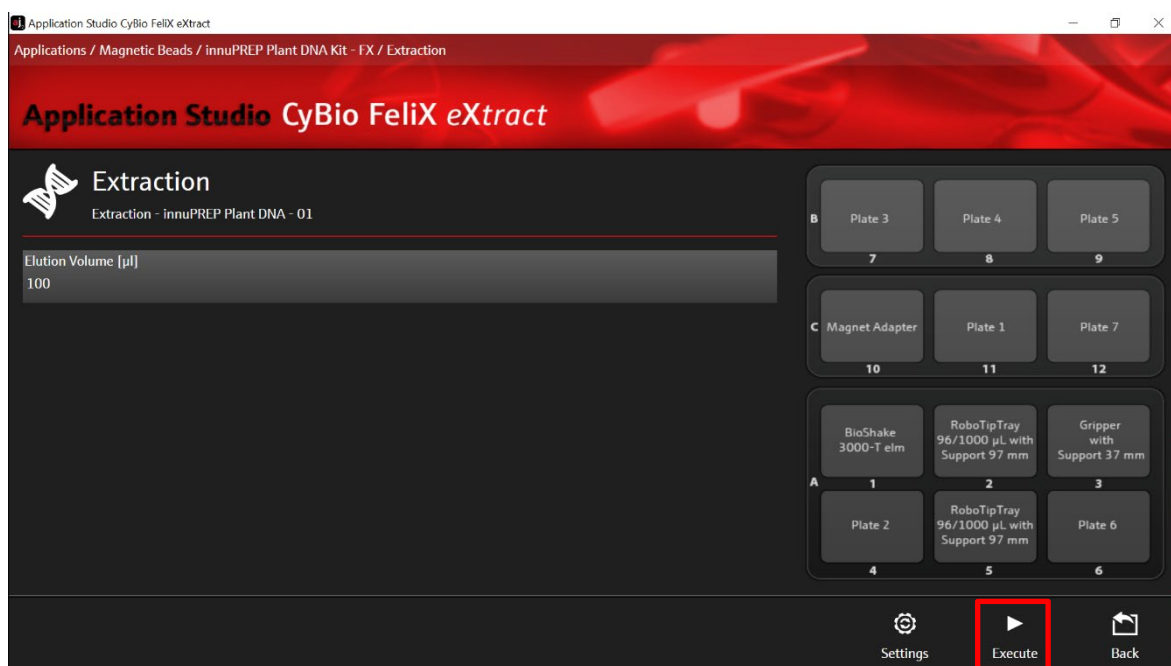 Application Studio CyBio FeliX eXtract
Applications / Magnetic Beads / innuPREP Plant DNA Kit - FX / Extraction
Application Studio CyBio FeliX eXtract
Extraction
Extraction - innuPREP Plant DNA - 01
Elution Volume [µl]
100
B
Plate 3
7
Plate 4
8
Plate 5
9
C
Magnet Adapter
10
Plate 1
11
Plate 7
12
A
BioShake
3000-T elm
1
RoboTipTray
96/1000 µL with
Support 97 mm
2
Gripper
with
Support 37 mm
3
Plate 2
4
RoboTipTray
96/1000 µL with
Support 97 mm
5
Plate 6
6
Settings
Execute
Back